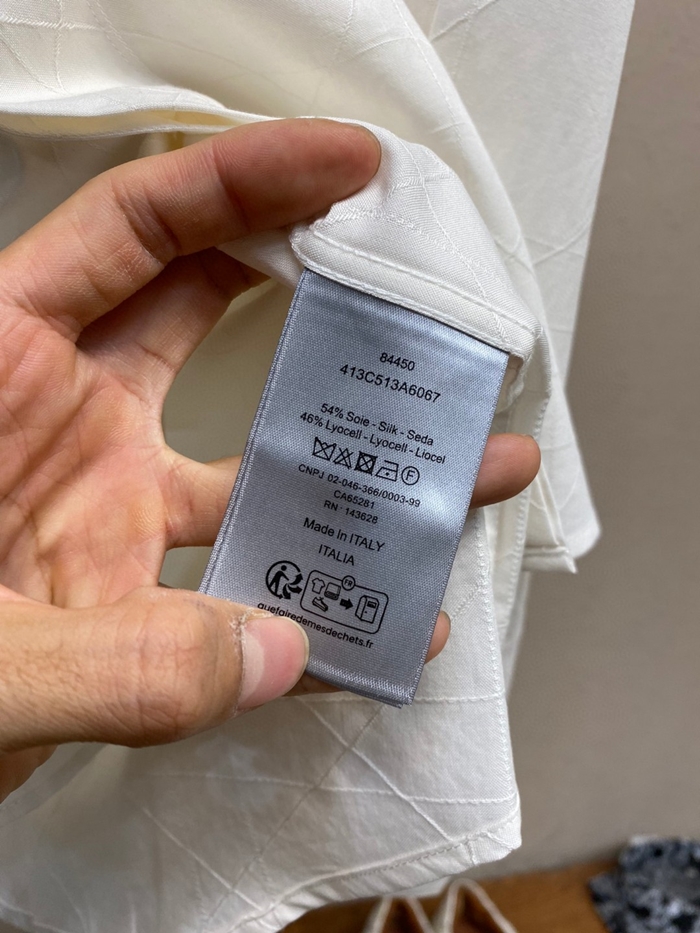 84450
413C513A6067
54% Soie - Silk - Seda
46% Lyocell - Lyocell - Liocel
F
CNPJ 02-046-366/0003-99
CA65281
RN 143628
Made in ITALY
ITALIA
FR
quefairedemesdechets.fr